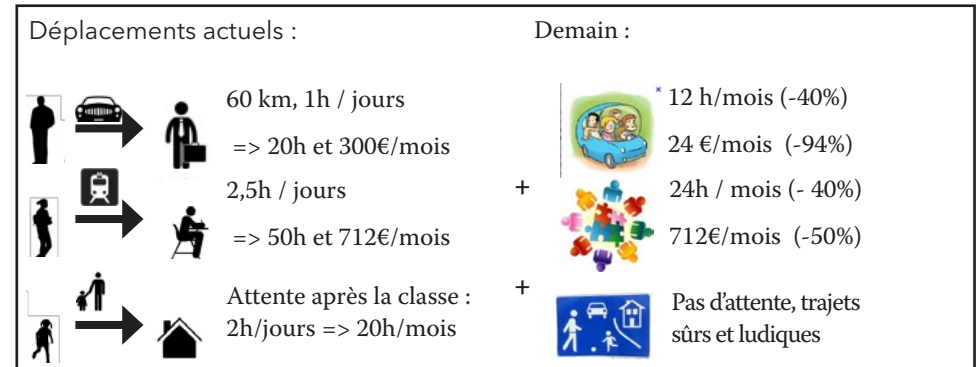 Déplacements actuels :
60 km, 1h / jours
=> 20h et 300€/mois
2,5h / jours
=> 50h et 712€/mois
Attente après la classe :
2h/jours => 20h/mois
Demain :
12 h/mois (-40%)
24 €/mois (-94%)
+
24h / mois (- 40%)
712€/mois (-50%)
+
Pas d'attente, trajets
sûrs et ludiques